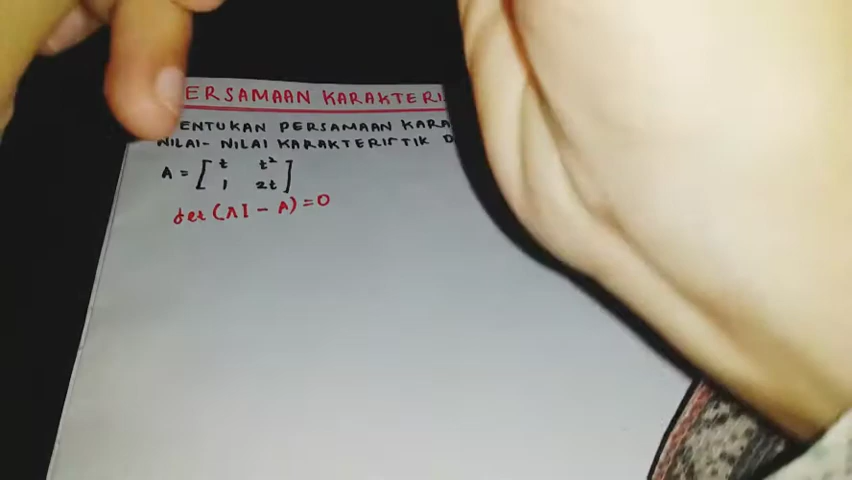 ERSAMAAN KARAKTERI
ENTUKAN PERSAMAAN KARA
NILAI- NILAI KARAKTERISTIK D
A = [ t t² ]
[ 1 2t ]
det (λI - A) = 0